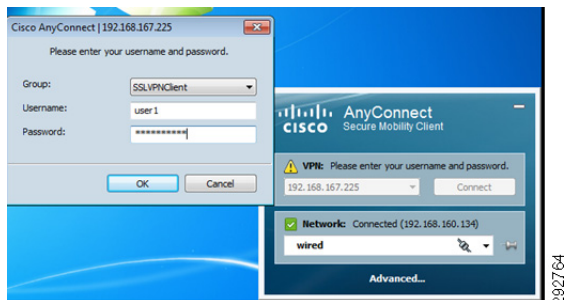 Cisco AnyConnect | 192.168.167.225
Please enter your username and password.
Group:
SSLVPNClient
Username:
user1
Password:
**********
OK
Cancel
CISCO
AnyConnect
Secure Mobility Client
VPN: Please enter your username and password.
192.168.167.225
Connect
Network: Connected (192.168.160.134)
wired
Advanced...
292764